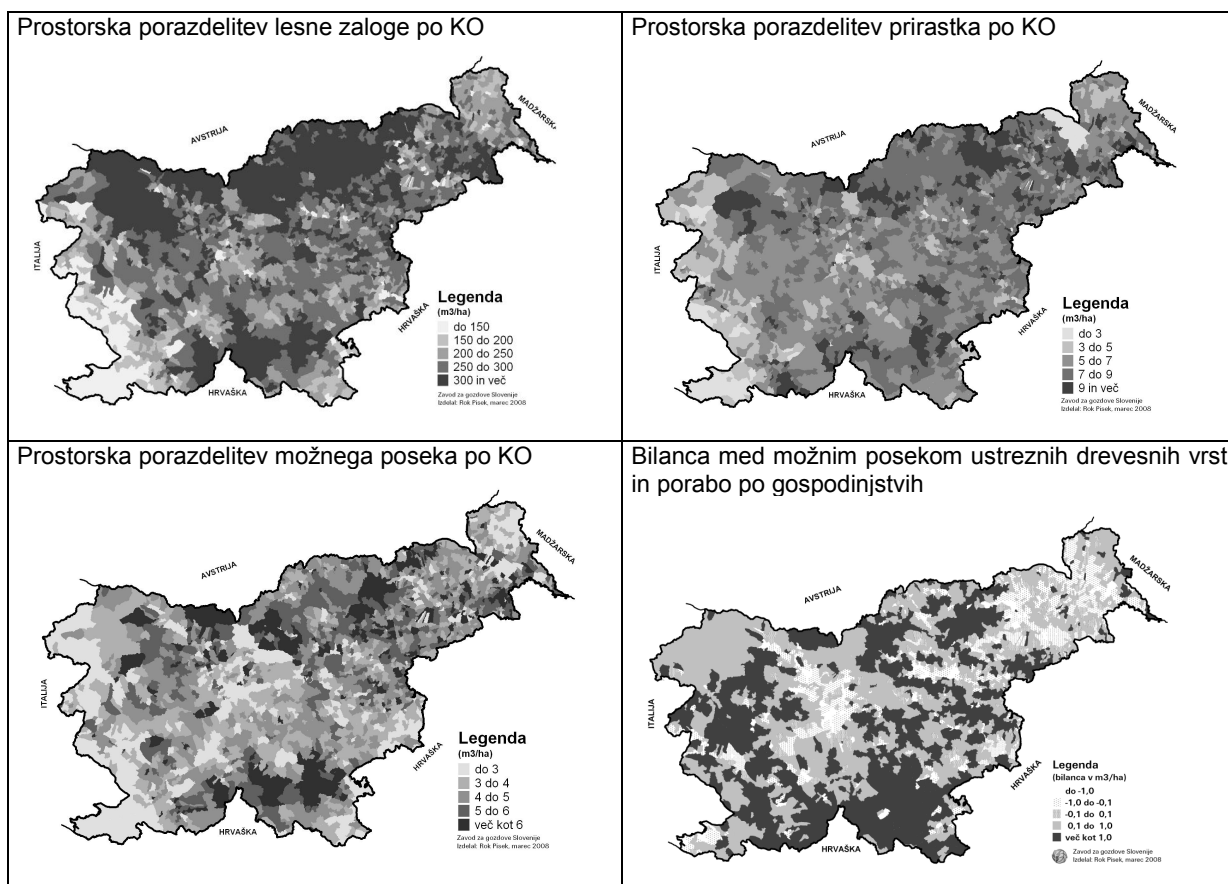 Prostorska porazdelitev lesne zaloge po KO
AVSTRIJA
MADŽARSKA
ITALIJA
HRVAŠKA
HRVAŠKA
Legenda
(m3/ha)
do 150
150 do 200
200 do 250
250 do 300
300 in več
Zavod za gozdove Slovenije
Izdelal: Rok Pisek, marec 2008
Prostorska porazdelitev prirastka po KO
AVSTRIJA
MADŽARSKA
ITALIJA
HRVAŠKA
HRVAŠKA
Legenda
(m3/ha)
do 3
3 do 5
5 do 7
7 do 9
9 in več
Zavod za gozdove Slovenije
Izdelal: Rok Pisek, marec 2008
Prostorska porazdelitev možnega poseka po KO
AVSTRIJA
MADŽARSKA
ITALIJA
HRVAŠKA
HRVAŠKA
Legenda
(m3/ha)
do 3
3 do 4
4 do 5
5 do 6
več kot 6
Zavod za gozdove Slovenije
Izdelal: Rok Pisek, marec 2008
Bilanca med možnim posekom ustreznih drevesnih vrst
in porabo po gospodinjstvih
AVSTRIJA
MADŽARSKA
ITALIJA
HRVAŠKA
HRVAŠKA
Legenda
(bilanca v m3/ha)
do -1,0
-1,0 do -0,1
-0,1 do 0,1
0,1 do 1,0
več kot 1,0
Zavod za gozdove Slovenije
Izdelal: Rok Pisek, marec 2008